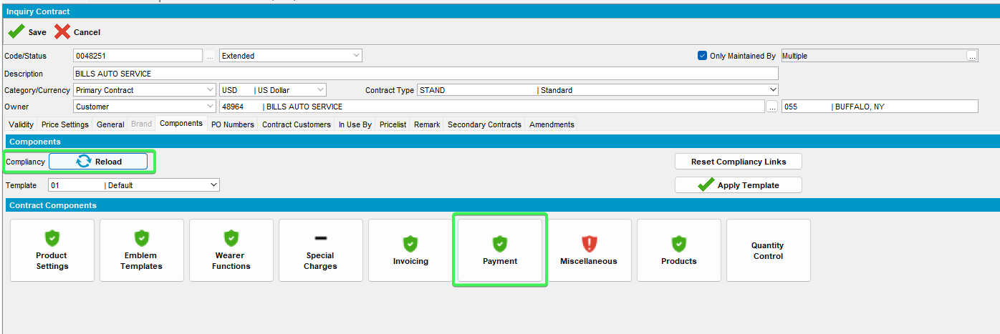 Inquiry Contract
Save Cancel
Code/Status 0048251 ... Extended Only Maintained By Multiple ...
Description BILLS AUTO SERVICE
Category/Currency Primary Contract USD | US Dollar Contract Type STAND | Standard
Owner Customer 48964 | BILLS AUTO SERVICE ... 055 | BUFFALO, NY
Validity Price Settings General Brand Components PO Numbers Contract Customers In Use By Pricelist Remark Secondary Contracts Amendments
Components
Compliancy Reload Reset Compliancy Links
Template 01 | Default Apply Template
Contract Components
Product Settings
Emblem Templates
Wearer Functions
Special Charges
Invoicing
Payment
Miscellaneous
Products
Quantity Control